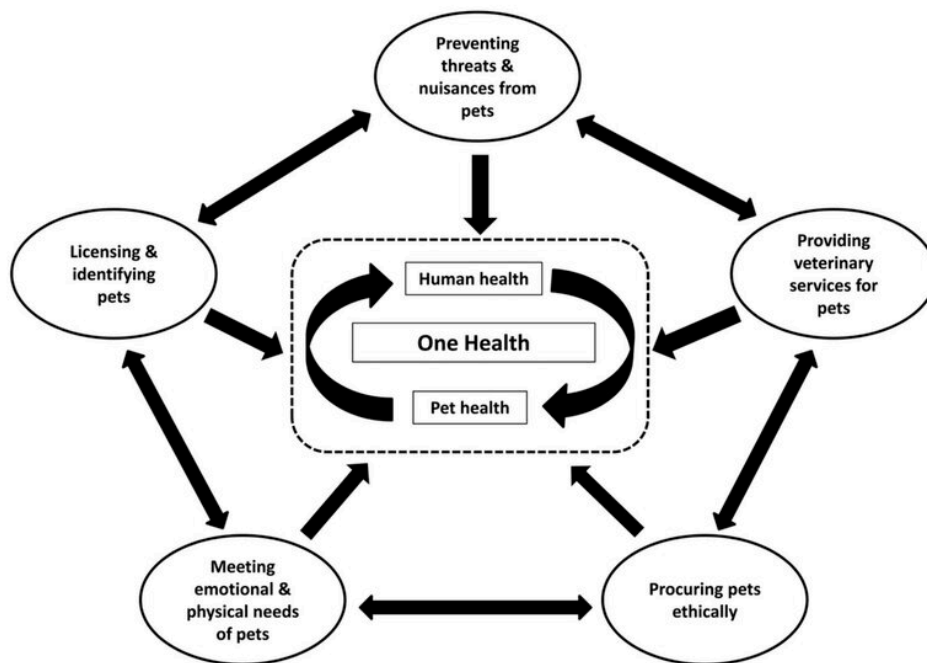 Preventing
threats &
nuisances from
pets
Licensing &
identifying
pets
Providing
veterinary
services for
pets
Human health
One Health
Pet health
Meeting
emotional &
physical needs
of pets
Procuring pets
ethically